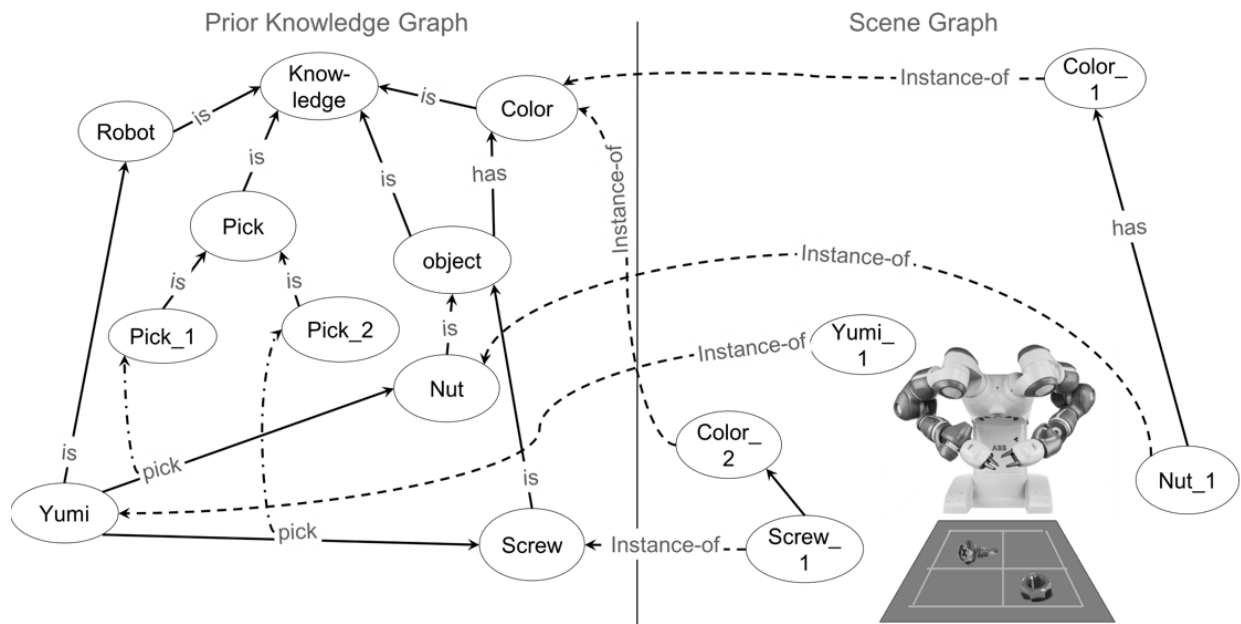 Prior Knowledge Graph
Scene Graph
Know-
ledge
is
Color
Instance-of
Color_
1
Robot
is
is
is
has
Instance-of
has
Pick
object
Instance-of
is
is
Pick_1
Pick_2
is
Yumi_
1
Instance-of
Nut
Color_
2
ABB
is
pick
is
Nut_1
Yumi
pick
Screw
Instance-of
Screw_
1